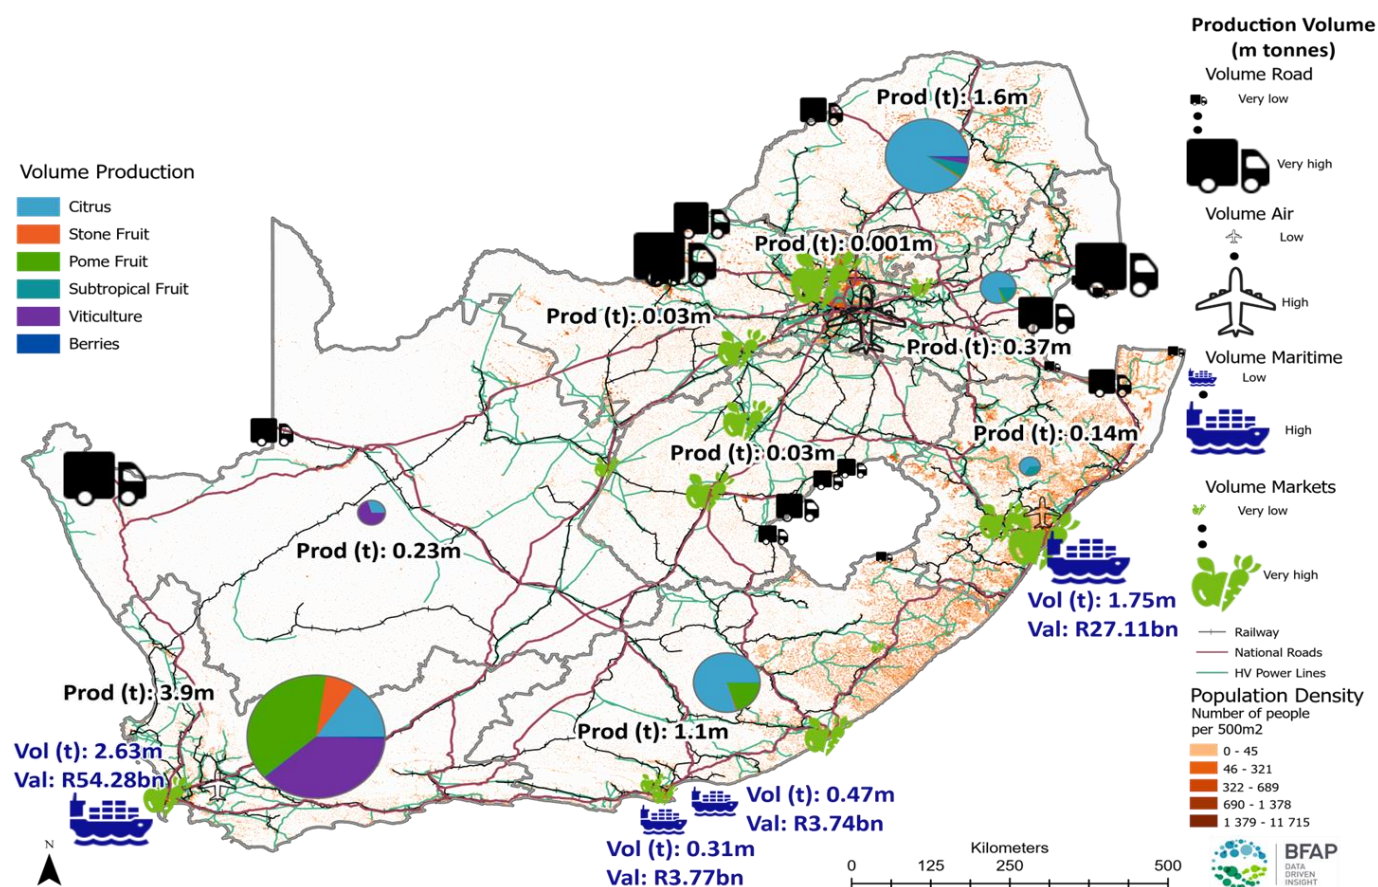 Production Volume
(m tonnes)
Volume Road
Very low
Very high
Volume Air
Low
High
Volume Maritime
Low
High
Volume Markets
Very low
Very high
Railway
National Roads
HV Power Lines
Population Density
Number of people
per 500m2
0 - 45
46 - 321
322 - 689
690 - 1 378
1 379 - 11 715
Volume Production
Citrus
Stone Fruit
Pome Fruit
Subtropical Fruit
Viticulture
Berries
Prod (t): 1.6m
Prod (t): 0.001m
Prod (t): 0.03m
Prod (t): 0.37m
Prod (t): 0.14m
Prod (t): 0.03m
Prod (t): 0.23m
Vol (t): 1.75m
Val: R27.11bn
Prod (t): 3.9m
Prod (t): 1.1m
Vol (t): 2.63m
Val: R54.28bn
Vol (t): 0.47m
Val: R3.74bn
Vol (t): 0.31m
Val: R3.77bn
N
Kilometers
0 125 250 500
BFAP
DATA
DRIVEN
INSIGHT